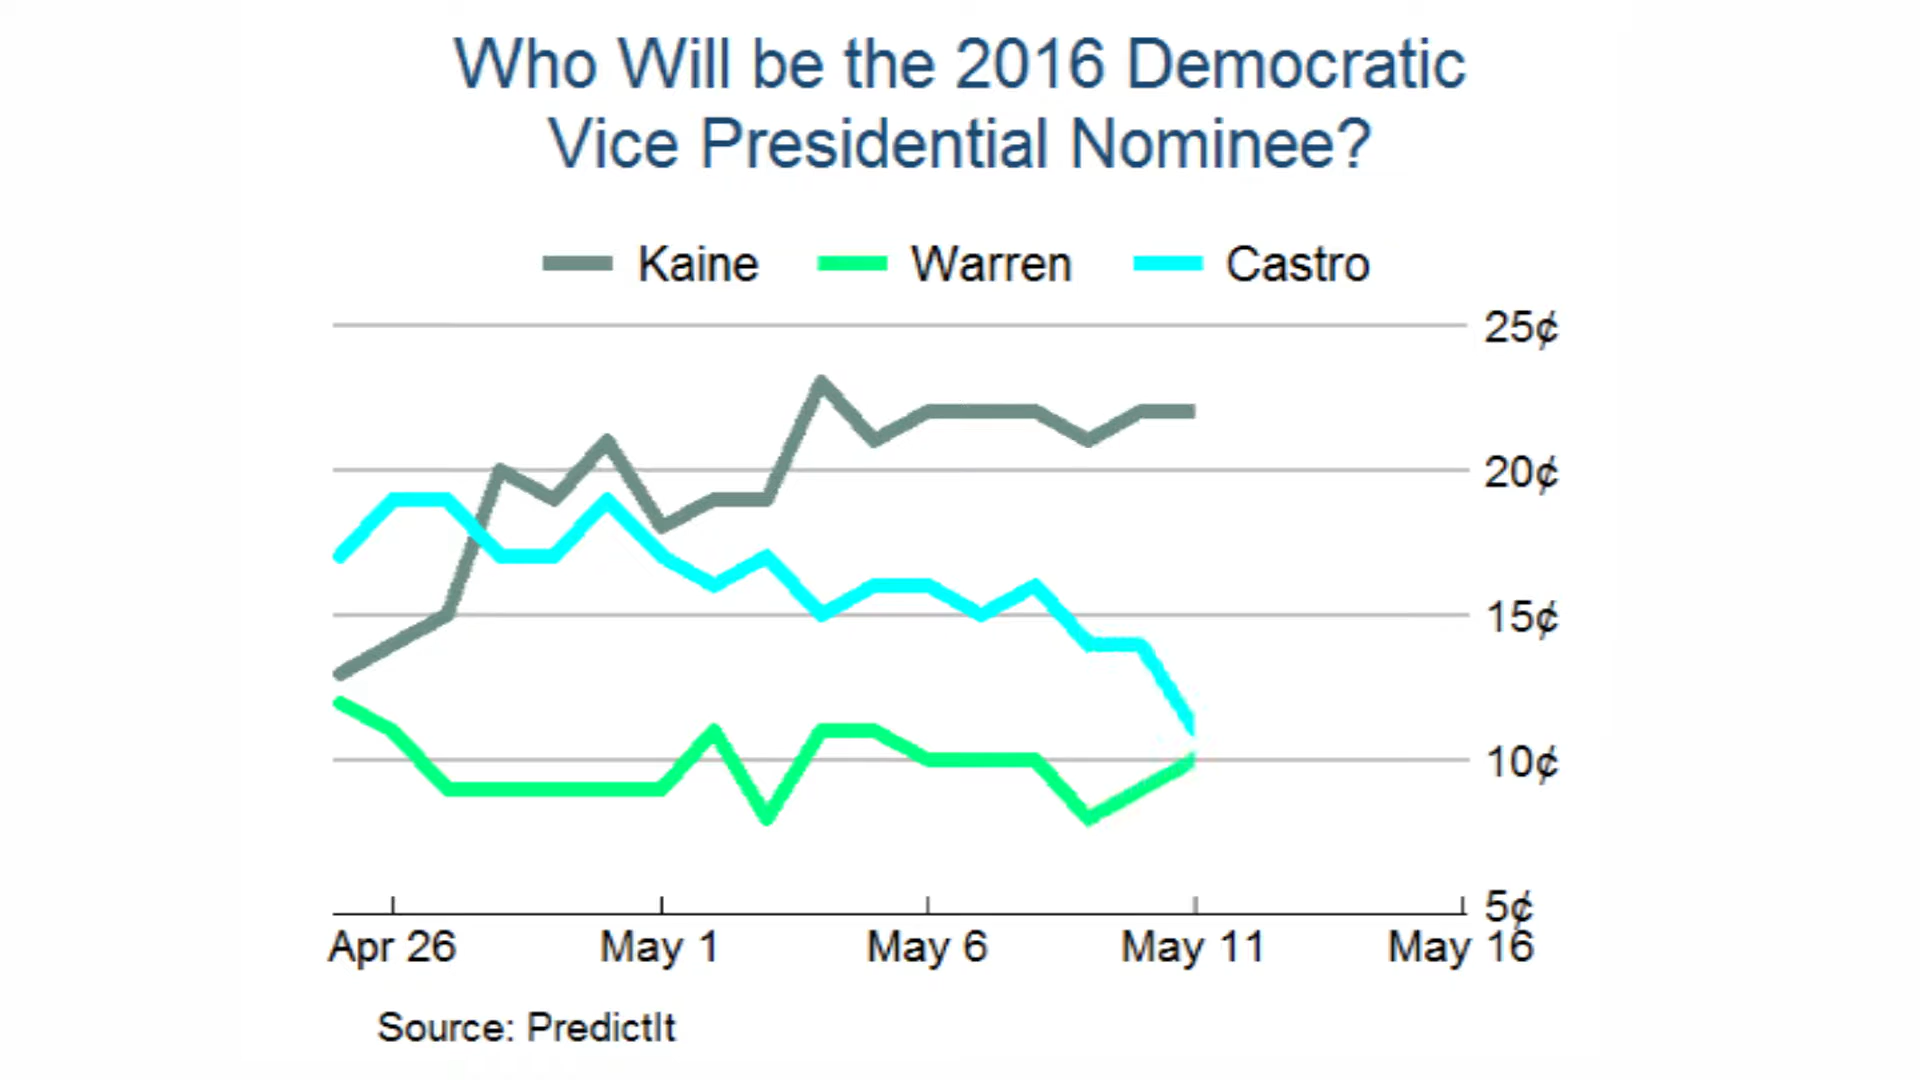 Who Will be the 2016 Democratic
Vice Presidential Nominee?
Kaine Warren Castro
25¢
20¢
15¢
10¢
5¢
Apr 26 May 1 May 6 May 11 May 16
Source: PredictIt